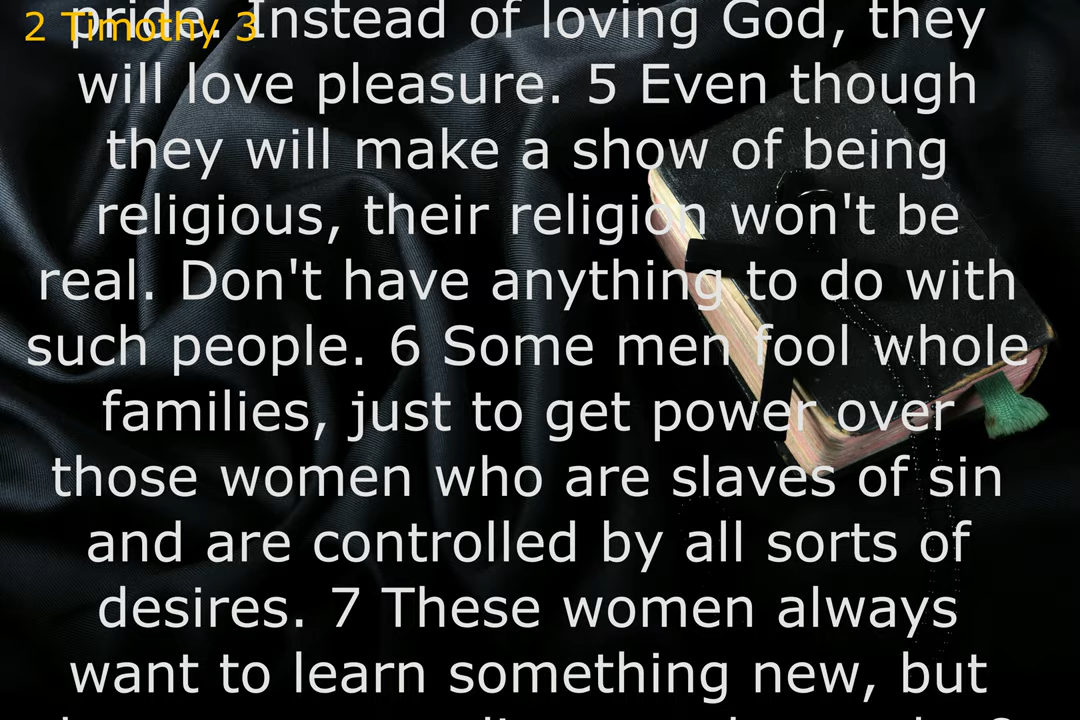 2 Timothy 3
pride. Instead of loving God, they
will love pleasure. 5 Even though
they will make a show of being
religious, their religion won't be
real. Don't have anything to do with
such people. 6 Some men fool whole
families, just to get power over
those women who are slaves of sin
and are controlled by all sorts of
desires. 7 These women always
want to learn something new, but